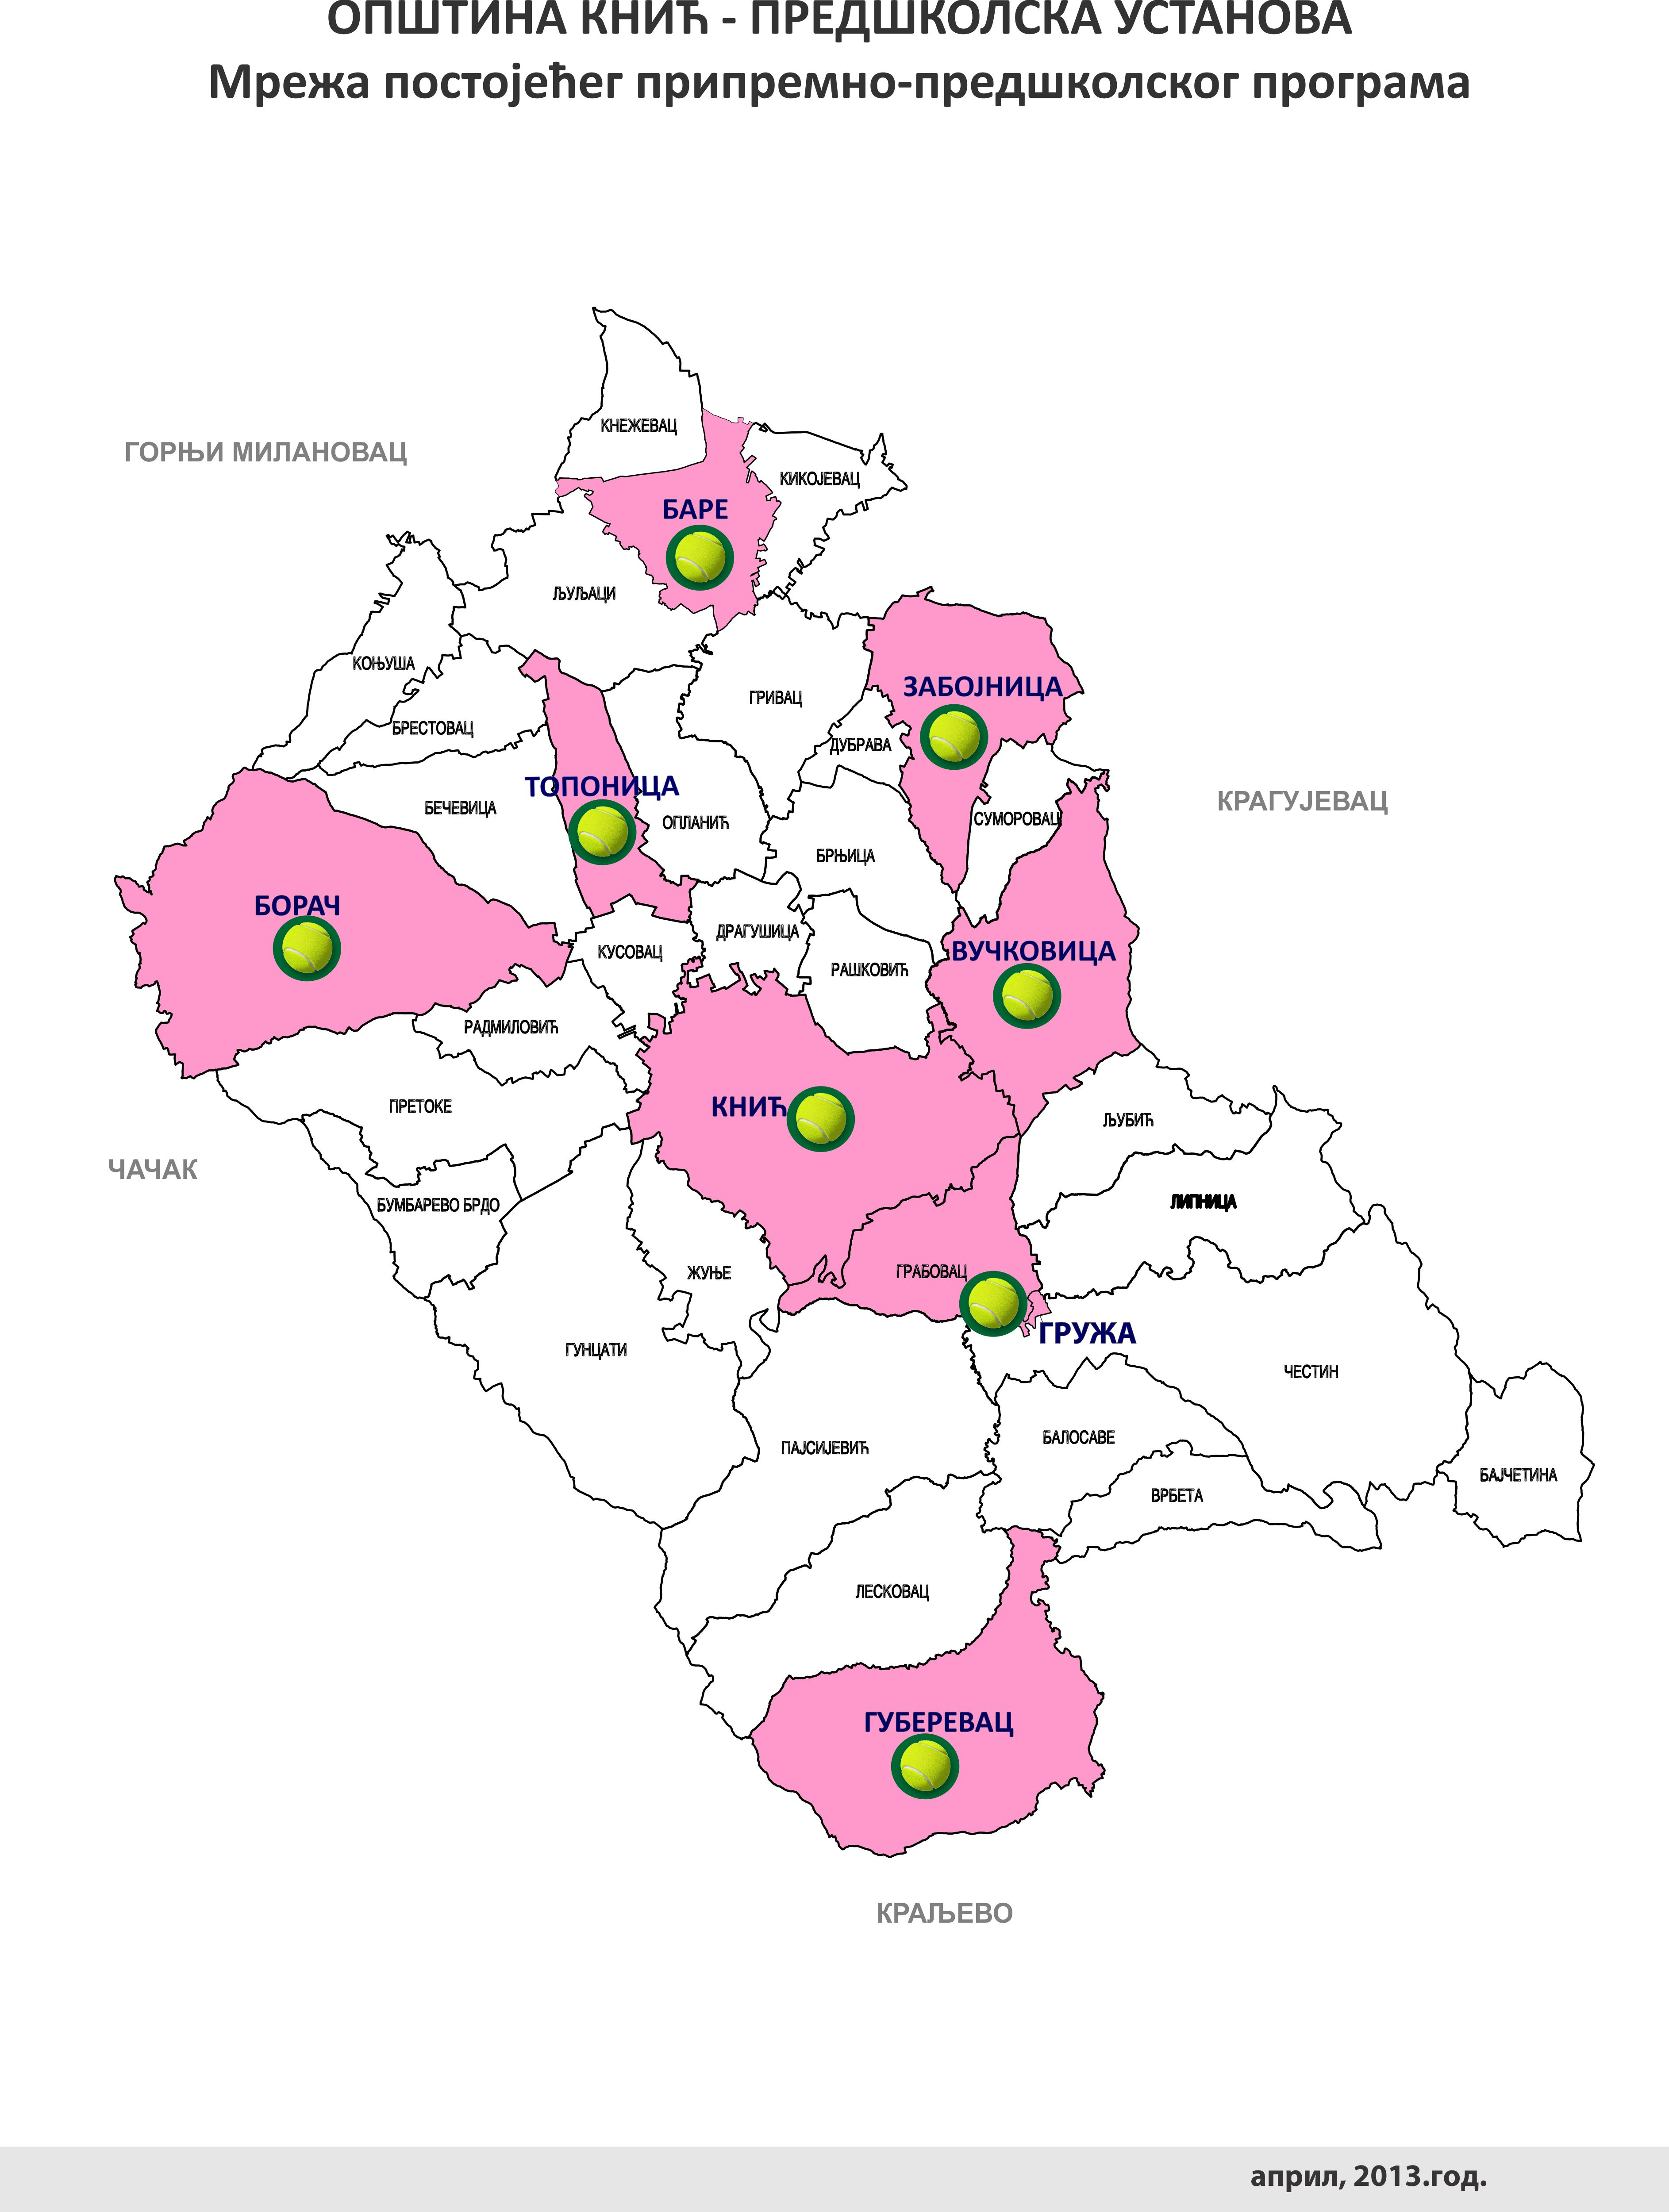 ОПШТИНА КНИЋ - ПРЕДШКОЛСКА УСТАНОВА
Мрежа постојећег припремно-предшколског програма
КНЕЖЕВАЦ
ГОРЊИ МИЛАНОВАЦ
КИКОЈЕВАЦ
БАРЕ
ЉУЉАЦИ
КОЊУША
ЗАБОЈНИЦА
ГРИВАЦ
БРЕСТОВАЦ
ДУБРАВА
ТОПОНИЦА
КРАГУЈЕВАЦ
БЕЧЕВИЦА
ОПЛАНИЋ
СУМОРОВАЦ
БРЊИЦА
БОРАЧ
ДРАГУШИЦА
КУСОВАЦ
ВУЧКОВИЦА
РАШКОВИЋ
РАДМИЛОВИЋ
ПРЕТОКЕ
КНИЋ
ЉУБИЋ
ЧАЧАК
БУМБАРЕВО БРДО
ЛИПНИЦА
ЖУЊЕ
ГРАБОВАЦ
ГРУЖА
ГУНЦАТИ
ЧЕСТИН
БАЛОСАВЕ
ПАЈСИЈЕВИЋ
БАЈЧЕТИНА
ВРБЕТА
ЛЕСКОВАЦ
ГУБЕРЕВАЦ
КРАЉЕВО
април, 2013.год.